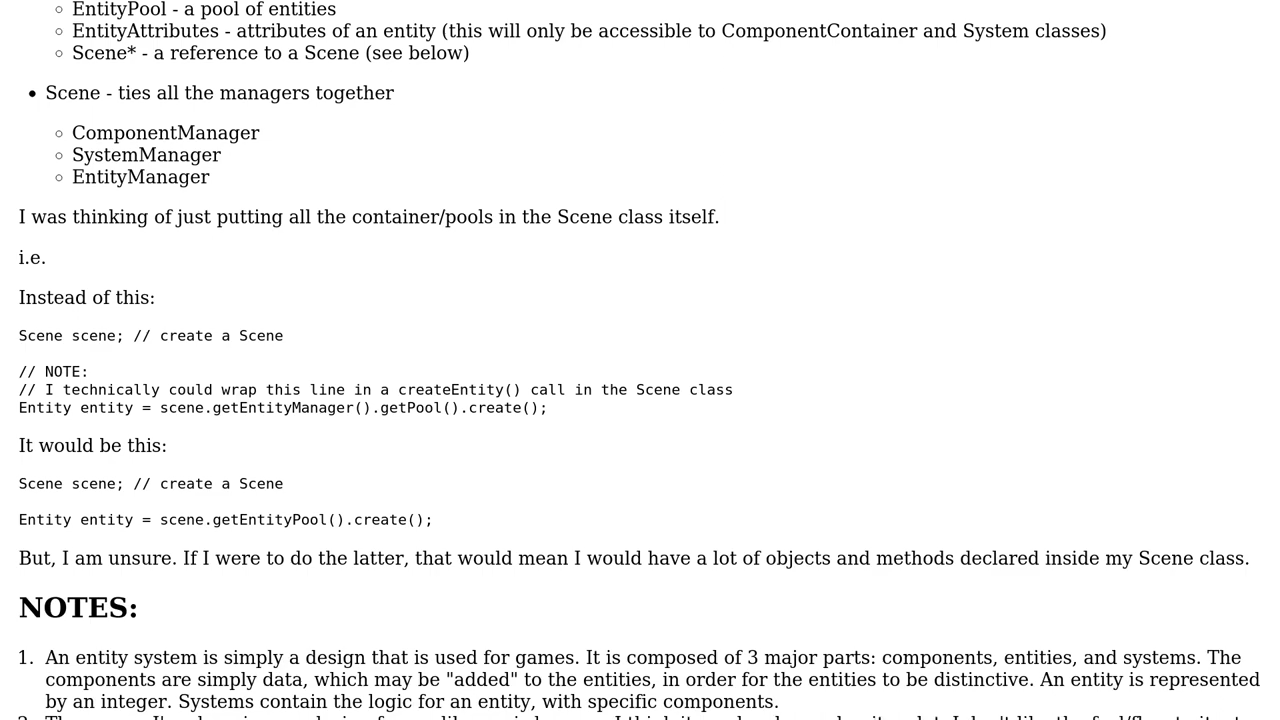 EntityPool - a pool of entities
EntityAttributes - attributes of an entity (this will only be accessible to ComponentContainer and System classes)
Scene* - a reference to a Scene (see below)
Scene - ties all the managers together
ComponentManager
SystemManager
EntityManager
I was thinking of just putting all the container/pools in the Scene class itself.
i.e.
Instead of this:
Scene scene; // create a Scene
// NOTE:
// I technically could wrap this line in a createEntity() call in the Scene class
Entity entity = scene.getEntityManager().getPool().create();
It would be this:
Scene scene; // create a Scene
Entity entity = scene.getEntityPool().create();
But, I am unsure. If I were to do the latter, that would mean I would have a lot of objects and methods declared inside my Scene class.
NOTES:
1. An entity system is simply a design that is used for games. It is composed of 3 major parts: components, entities, and systems. The
components are simply data, which may be "added" to the entities, in order for the entities to be distinctive. An entity is represented
by an integer. Systems contain the logic for an entity, with specific components.